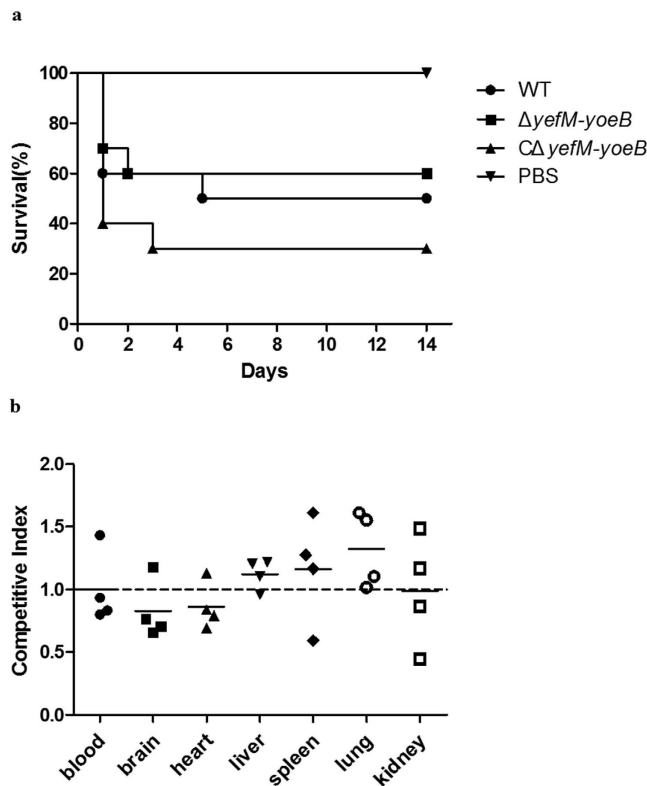 a
Survival(%)
100
80
60
40
20
0
0 2 4 6 8 10 12 14
Days
WT
ΔyefM-yoeB
CΔyefM-yoeB
PBS
b
Competitive Index
2.0
1.5
1.0
0.5
0.0
blood brain heart liver spleen lung kidney